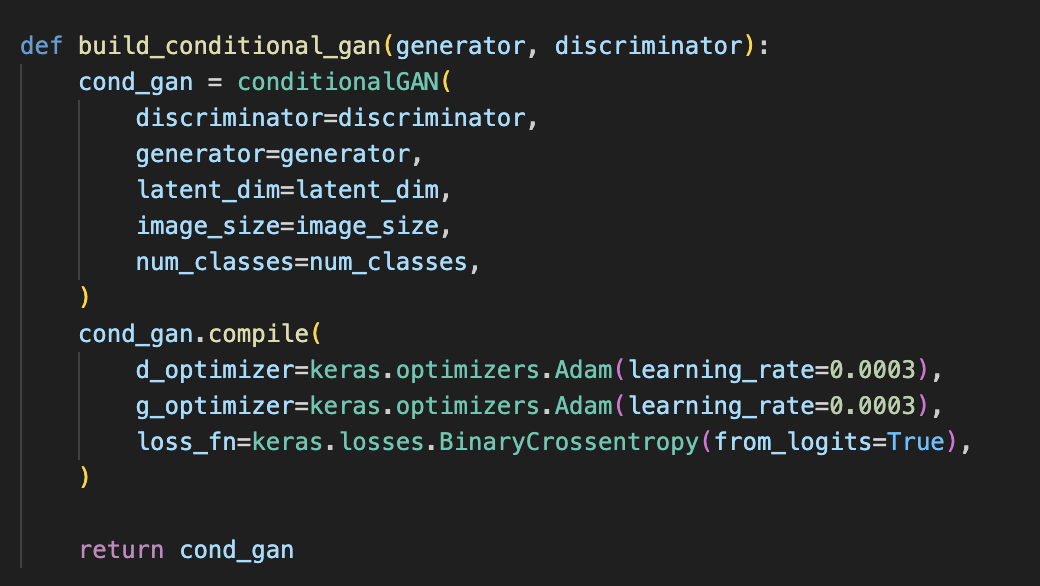 def build_conditional_gan(generator, discriminator):
    cond_gan = conditionalGAN(
        discriminator=discriminator,
        generator=generator,
        latent_dim=latent_dim,
        image_size=image_size,
        num_classes=num_classes,
    )
    cond_gan.compile(
        d_optimizer=keras.optimizers.Adam(learning_rate=0.0003),
        g_optimizer=keras.optimizers.Adam(learning_rate=0.0003),
        loss_fn=keras.losses.BinaryCrossentropy(from_logits=True),
    )

    return cond_gan